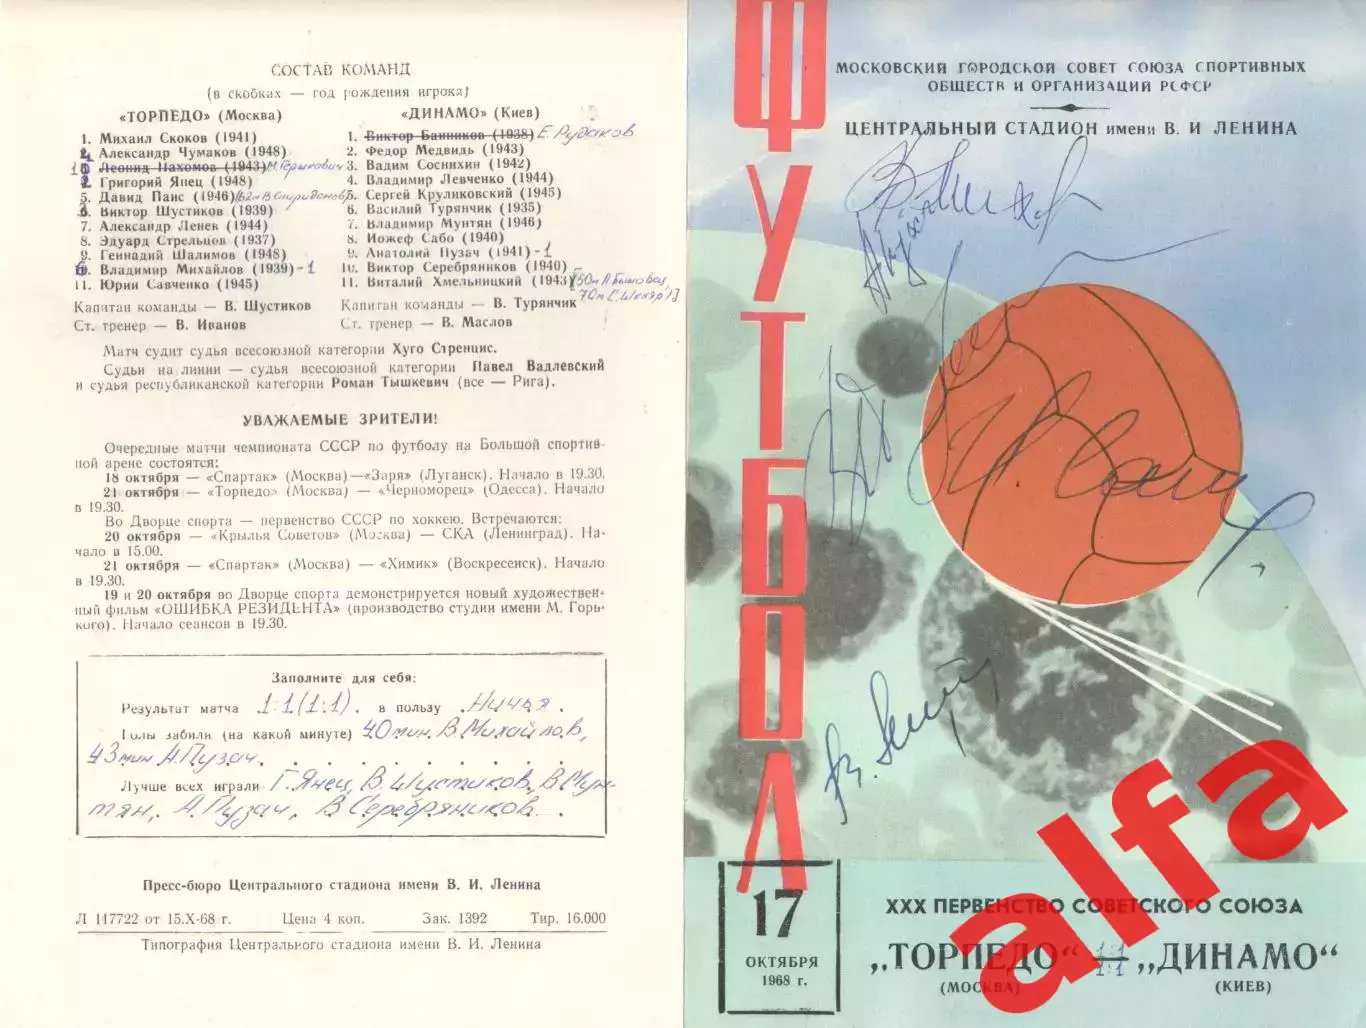 СОСТАВ КОМАНД
(в скобках — год рождения игрока)
«ТОРПЕДО» (Москва)
1. Михаил Скоков (1941)
Александр Чумаков (1948)
Леонид Пахомов (1943) М. Гершкович
Григорий Янец (1948)
5. Давид Паис (1946) (62м В. Спиридонов)
Виктор Шустиков (1939)
7. Александр Ленев (1944)
8. Эдуард Стрельцов (1937)
9. Геннадий Шалимов (1948)
Владимир Михайлов (1939) - 1
11. Юрий Савченко (1945)
Капитан команды — В. Шустиков
Ст. тренер — В. Иванов
«ДИНАМО» (Киев)
1. Виктор Банников (1938) Е. Рудаков
2. Федор Медвидь (1943)
3. Вадим Соснихин (1942)
4. Владимир Левченко (1944)
5. Сергей Круликовский (1945)
6. Василий Турянчик (1935)
7. Владимир Мунтян (1946)
8. Иожеф Сабо (1940)
9. Анатолий Пузач (1941) - 1
10. Виктор Серебряников (1940)
11. Виталий Хмельницкий (1943) (50м А. Бышовец,
70м
Капитан команды — В. Турянчик
Ст. тренер — В. Маслов
Матч судит судья всесоюзной категории Хуго Стренцис.
Судьи на линии — судья всесоюзной категории Павел Вадлевский
и судья республиканской категории Роман Тышкевич (все — Рига).
УВАЖАЕМЫЕ ЗРИТЕЛИ!
Очередные матчи чемпионата СССР по футболу на Большой спортив-
ной арене состоятся:
18 октября — «Спартак» (Москва)—«Заря» (Луганск). Начало в 19.30.
21 октября — «Торпедо» (Москва) — «Черноморец» (Одесса). Начало
в 19.30.
Во Дворце спорта — первенство СССР по хоккею. Встречаются:
20 октября — «Крылья Советов» (Москва) — СКА (Ленинград). На-
чало в 15.00.
21 октября — «Спартак» (Москва) — «Химик» (Воскресенск). Начало
в 19.30.
19 и 20 октября во Дворце спорта демонстрируется новый художествен-
ный фильм «ОШИБКА РЕЗИДЕНТА» (производство студии имени М. Горь-
кого). Начало сеансов в 19.30.
Заполните для себя:
Результат матча 1:1 (1:1). в пользу Ничья
Голы забили (на какой минуте) 40 мин. В. Михайлов,
43 мин А. Пузач.
Лучше всех играли Г. Янец, В. Шустиков, В. Мун-
тян, А. Пузач, В. Серебряников.
Пресс-бюро Центрального стадиона имени В. И. Ленина
Л 117722 от 15.X-68 г. Цена 4 коп. Зак. 1392 Тир. 16.000
Типография Центрального стадиона имени В. И. Ленина
ФУТБОЛ
МОСКОВСКИЙ ГОРОДСКОЙ СОВЕТ СОЮЗА СПОРТИВНЫХ
ОБЩЕСТВ И ОРГАНИЗАЦИЙ РСФСР
ЦЕНТРАЛЬНЫЙ СТАДИОН имени В. И ЛЕНИНА
17
ОКТЯБРЯ
1968 г.
XXX ПЕРВЕНСТВО СОВЕТСКОГО СОЮЗА
„ТОРПЕДО“ 1:1 „ДИНАМО“
1:1
(МОСКВА)
(КИЕВ)
alfa